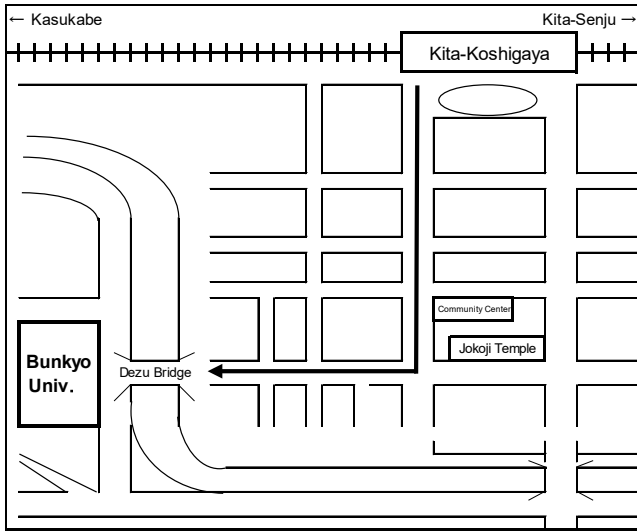 ← Kasukabe
Kita-Senju →
Kita-Koshigaya
Community Center
Jokoji Temple
Bunkyo
Univ.
Dezu Bridge